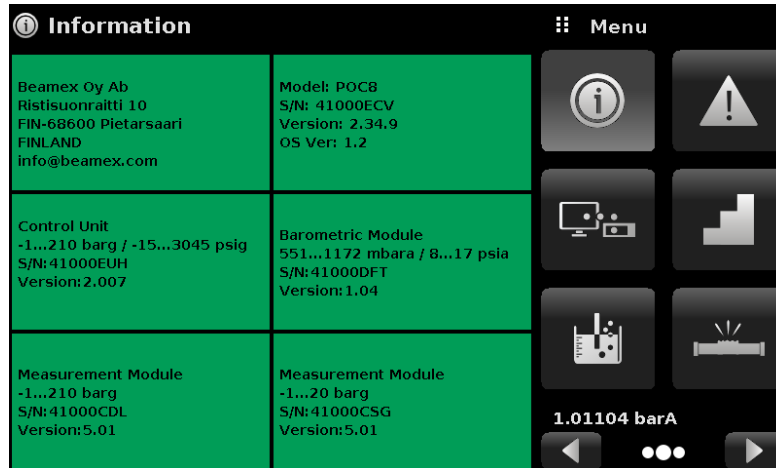 Information
Menu
Beamex Oy Ab
Ristisuonraitti 10
FIN-68600 Pietarsaari
FINLAND
info@beamex.com
Model: POC8
S/N: 41000ECV
Version: 2.34.9
OS Ver: 1.2
Control Unit
-1...210 barg / -15...3045 psig
S/N:41000EUH
Version:2.007
Barometric Module
551...1172 mbara / 8...17 psia
S/N:41000DFT
Version:1.04
Measurement Module
-1...210 barg
S/N:41000CDL
Version:5.01
Measurement Module
-1...20 barg
S/N:41000CSG
Version:5.01
1.01104 barA